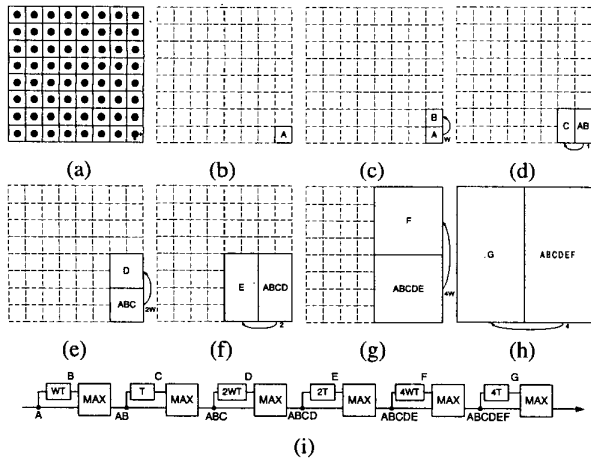 (a)
A
(b)
B
A
W
(c)
C AB
1
(d)
D
ABC
2W
(e)
E ABCD
2
(f)
F
ABCDE
4W
(g)
G ABCDEF
4
(h)
B C D E F G
WT MAX T MAX 2WT MAX 2T MAX 4WT MAX 4T MAX
A AB ABC ABCD ABCDE ABCDEF
(i)